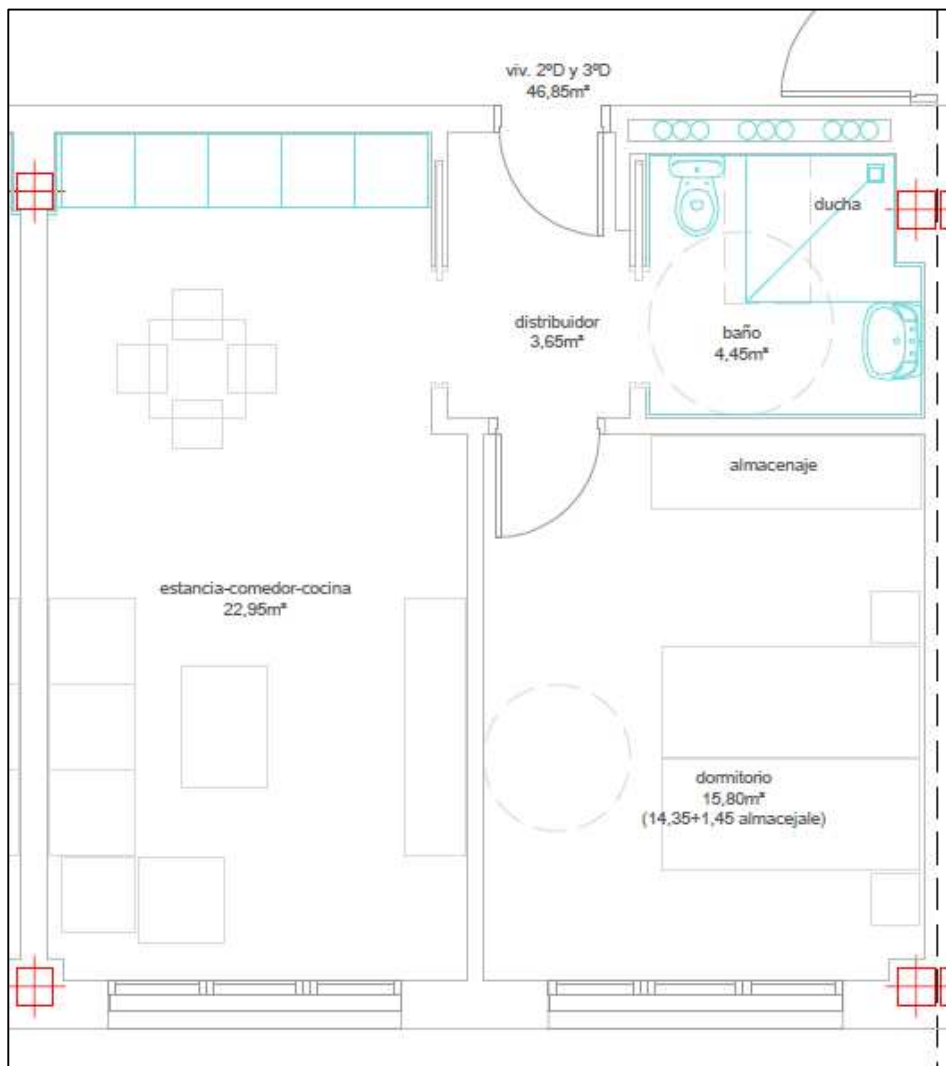 viv. 2ºD y 3ºD
46,85m²
ducha
distribuidor
3,65m²
baño
4,45m²
almacenaje
estancia-comedor-cocina
22,95m²
dormitorio
15,80m²
(14,35+1,45 almacejale)